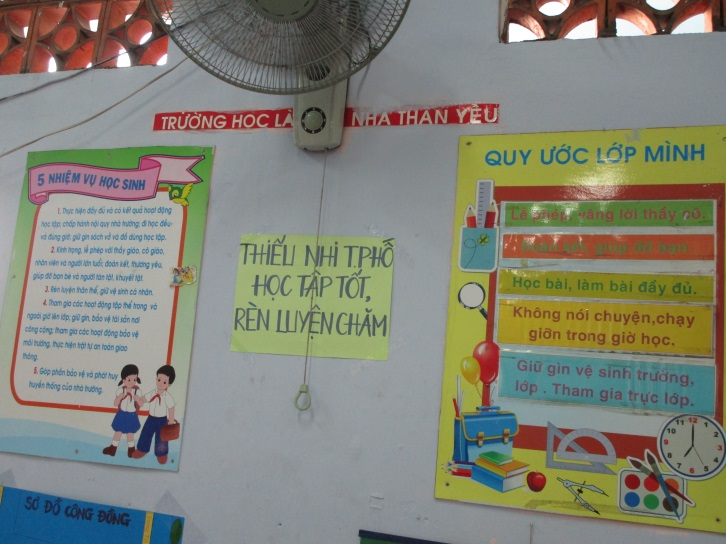 TRƯỜNG HỌC LÀ NHÀ THÂN YÊU
5 NHIỆM VỤ HỌC SINH
1. Thực hiện đầy đủ và có kết quả hoạt động
học tập, chấp hành nội quy nhà trường; đi học đều
và đúng giờ; giữ gìn sách vở và đồ dùng học tập.
2. Kính trọng, lễ phép với thầy giáo, cô giáo,
nhân viên và người lớn tuổi; đoàn kết, thương yêu,
giúp đỡ bạn bè và người tàn tật, khuyết tật.
3. Rèn luyện thân thể, giữ vệ sinh cá nhân.
4. Tham gia các hoạt động tập thể trong và
ngoài giờ lên lớp; giữ gìn, bảo vệ tài sản nơi
công cộng; tham gia các hoạt động bảo vệ
môi trường, thực hiện trật tự an toàn giao
thông.
5. Góp phần bảo vệ và phát huy
truyền thống của nhà trường.
THIẾU NHI T.PHỐ
HỌC TẬP TỐT,
RÈN LUYỆN CHĂM
QUY ƯỚC LỚP MÌNH
Lễ phép, vâng lời thầy cô.
Đoàn kết, giúp đỡ bạn.
Học bài, làm bài đầy đủ.
Không nói chuyện,chạy
giỡn trong giờ học.
Giữ gìn vệ sinh trường,
lớp . Tham gia trực lớp.
SƠ ĐỒ CỘNG ĐỒNG